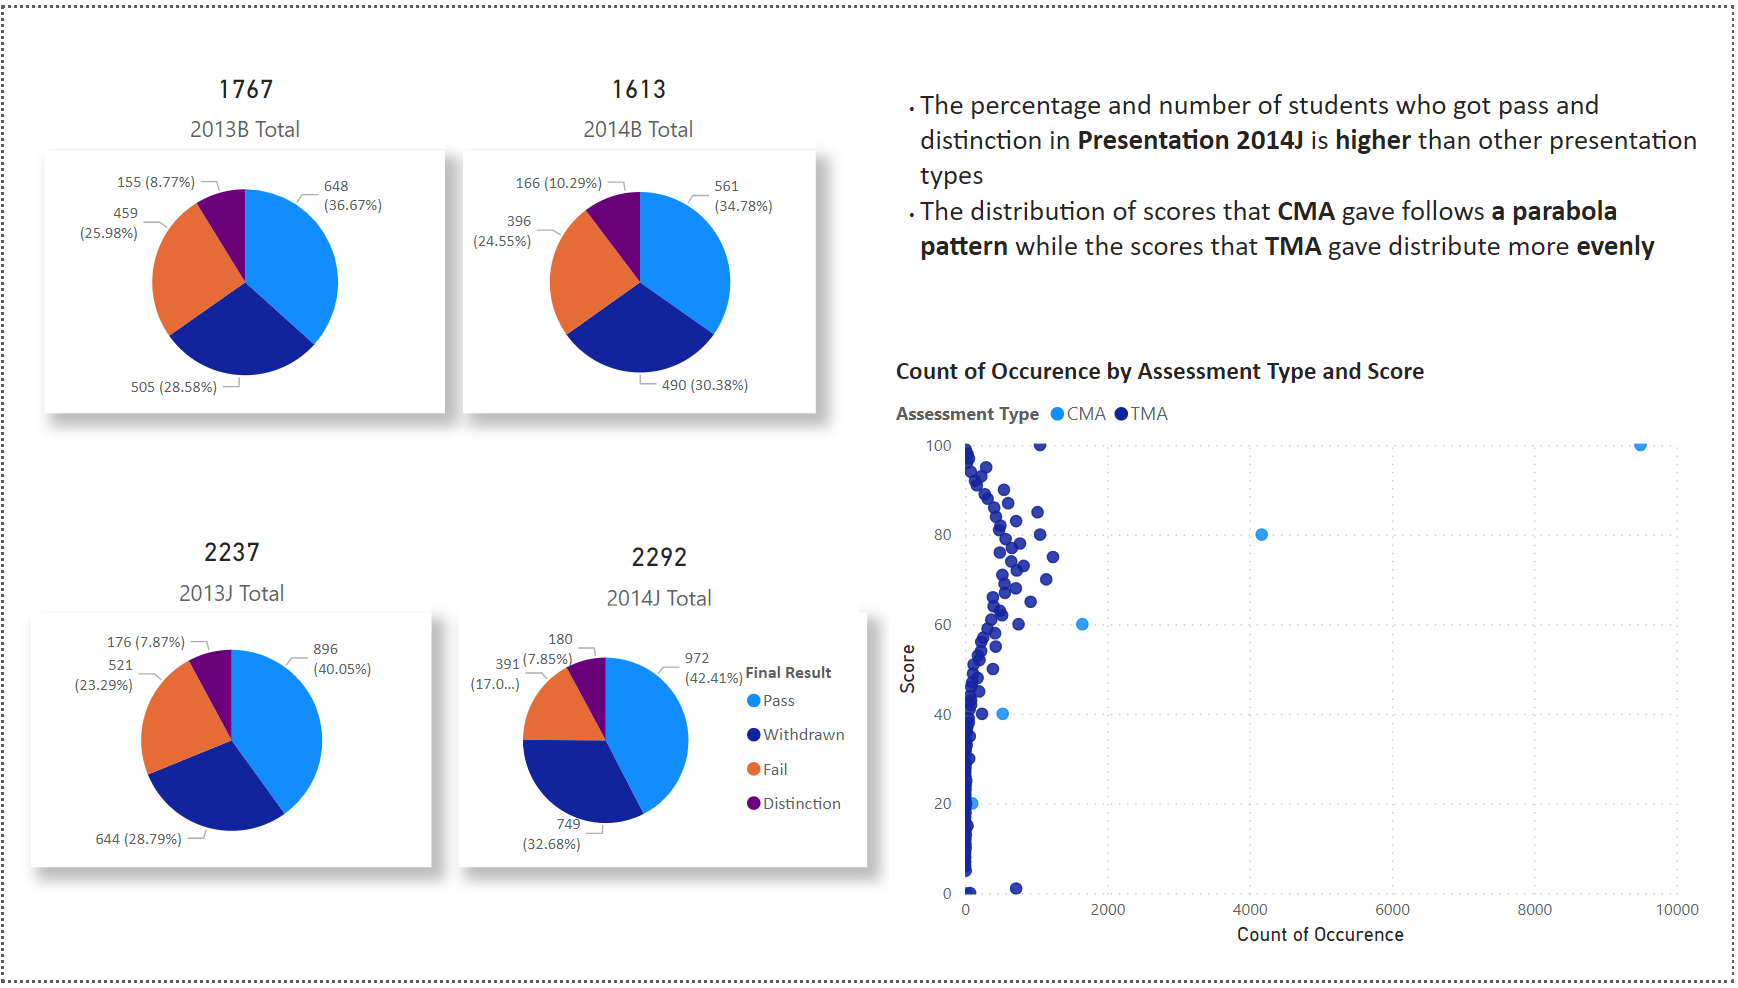 1767
2013B Total
155 (8.77%)
648
(36.67%)
459
(25.98%)
505 (28.58%)
1613
2014B Total
166 (10.29%)
561
(34.78%)
396
(24.55%)
490 (30.38%)
• The percentage and number of students who got pass and
distinction in Presentation 2014J is higher than other presentation
types
• The distribution of scores that CMA gave follows a parabola
pattern while the scores that TMA gave distribute more evenly
2237
2013J Total
176 (7.87%)
896
(40.05%)
521
(23.29%)
644 (28.79%)
2292
2014J Total
180
(7.85%)
972
(42.41%)
391
(17.0...)
749
(32.68%)
Final Result
Pass
Withdrawn
Fail
Distinction
Count of Occurence by Assessment Type and Score
Assessment Type CMA TMA
100
80
60
40
20
0
Score
0 2000 4000 6000 8000 10000
Count of Occurence